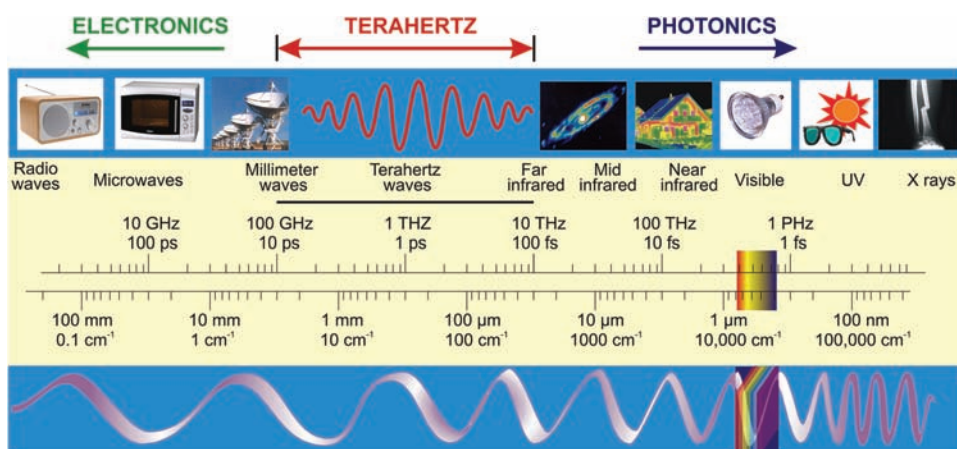 ELECTRONICS TERAHERTZ PHOTONICS
Radio waves
Microwaves
Millimeter waves
Terahertz waves
Far infrared
Mid infrared
Near infrared
Visible
UV
X rays
10 GHz 100 GHz 1 THZ 10 THz 100 THz 1 PHz
100 ps 10 ps 1 ps 100 fs 10 fs 1 fs
100 mm 10 mm 1 mm 100 µm 10 µm 1 µm 100 nm
0.1 cm⁻¹ 1 cm⁻¹ 10 cm⁻¹ 100 cm⁻¹ 1000 cm⁻¹ 10,000 cm⁻¹ 100,000 cm⁻¹